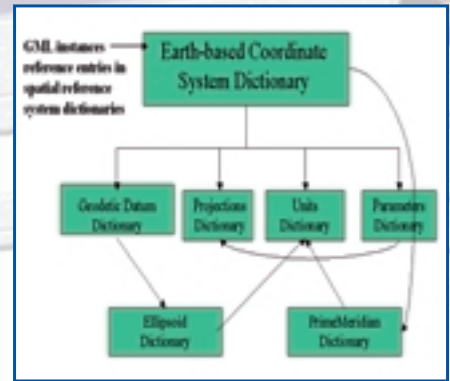 GML instances
reference entries in
spatial reference
system dictionaries
Earth-based Coordinate
System Dictionary
Geodetic Datum
Dictionary
Projections
Dictionary
Units
Dictionary
Parameters
Dictionary
Ellipsoid
Dictionary
PrimeMeridian
Dictionary